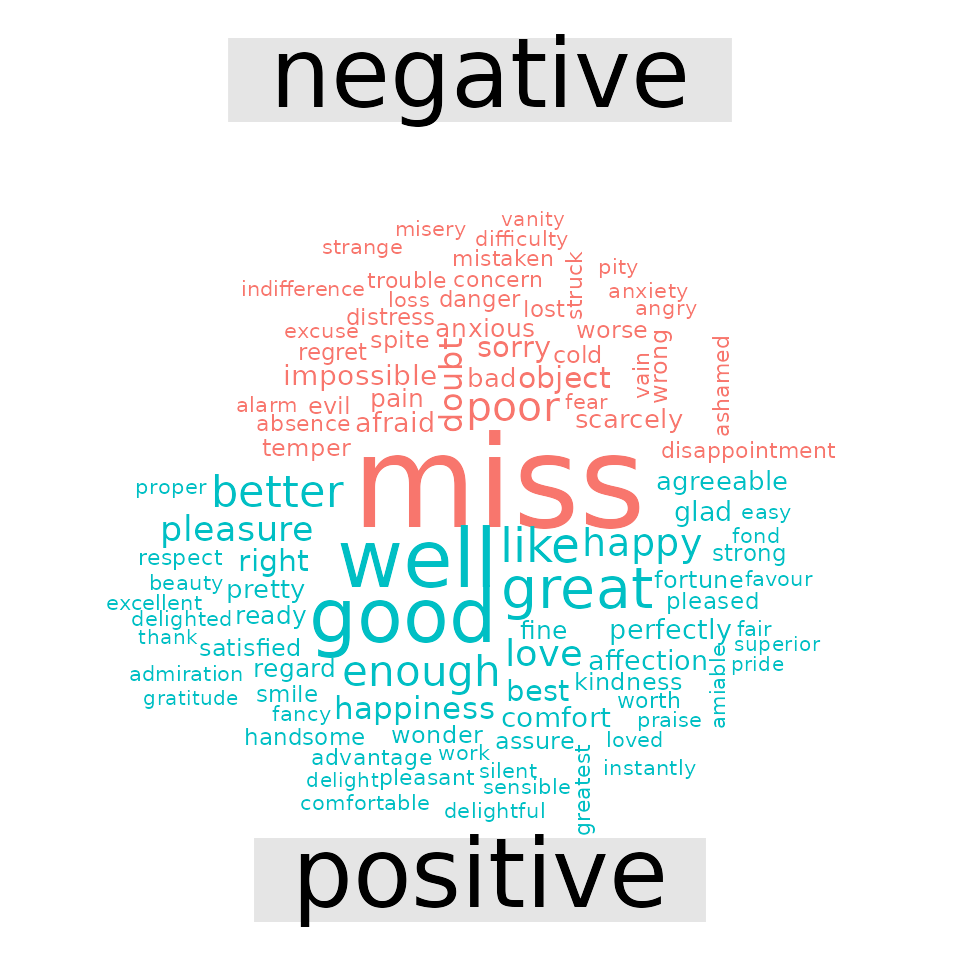 negative
vanity
misery
difficulty
strange
mistaken
pity
trouble concern
struck
indifference
anxiety
loss danger
lost
angry
distress
excuse
anxious
worse
spite
regret
sorry
cold
doubt
wrong
vain
ashamed
impossible
bad object
pain
alarm evil
poor fear
absence afraid
scarcely
temper
disappointment
miss
proper better
agreeable
glad easy
pleasure
fond
well like happy
strong
respect right
beauty pretty
great fortune favour
excellent
good
pleased
delighted ready
thank
fine perfectly fair
satisfied
superior
love affection
pride
admiration regard enough
amiable
best kindness
gratitude smile
worth
fancy happiness
comfort praise
handsome wonder
assure loved
advantage work
greatest
instantly
delight pleasant silent
sensible
comfortable delightful
positive